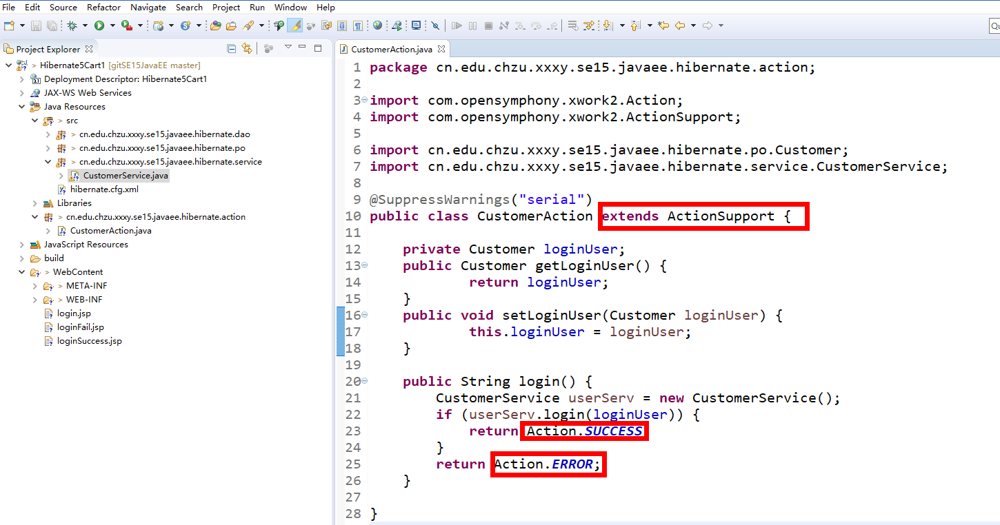 File Edit Source Refactor Navigate Search Project Run Window Help
Qu
Project Explorer
> Hibernate5Cart1 [gitSE15JavaEE master]
Deployment Descriptor: Hibernate5Cart1
JAX-WS Web Services
Java Resources
> src
> cn.edu.chzu.xxxy.se15.javaee.hibernate.dao
> cn.edu.chzu.xxxy.se15.javaee.hibernate.po
> cn.edu.chzu.xxxy.se15.javaee.hibernate.service
CustomerService.java
hibernate.cfg.xml
Libraries
> cn.edu.chzu.xxxy.se15.javaee.hibernate.action
CustomerAction.java
JavaScript Resources
build
> WebContent
> META-INF
> WEB-INF
login.jsp
loginFail.jsp
loginSuccess.jsp
CustomerAction.java
1 package cn.edu.chzu.xxxy.se15.javaee.hibernate.action;
2
3 import com.opensymphony.xwork2.Action;
4 import com.opensymphony.xwork2.ActionSupport;
5
6 import cn.edu.chzu.xxxy.se15.javaee.hibernate.po.Customer;
7 import cn.edu.chzu.xxxy.se15.javaee.hibernate.service.CustomerService;
8
9 @SuppressWarnings("serial")
10 public class CustomerAction extends ActionSupport {
11
12 private Customer loginUser;
13 public Customer getLoginUser() {
14 return loginUser;
15 }
16 public void setLoginUser(Customer loginUser) {
17 this.loginUser = loginUser;
18 }
19
20 public String login() {
21 CustomerService userServ = new CustomerService();
22 if (userServ.login(loginUser)) {
23 return Action.SUCCESS
24 }
25 return Action.ERROR;
26 }
27
28 }